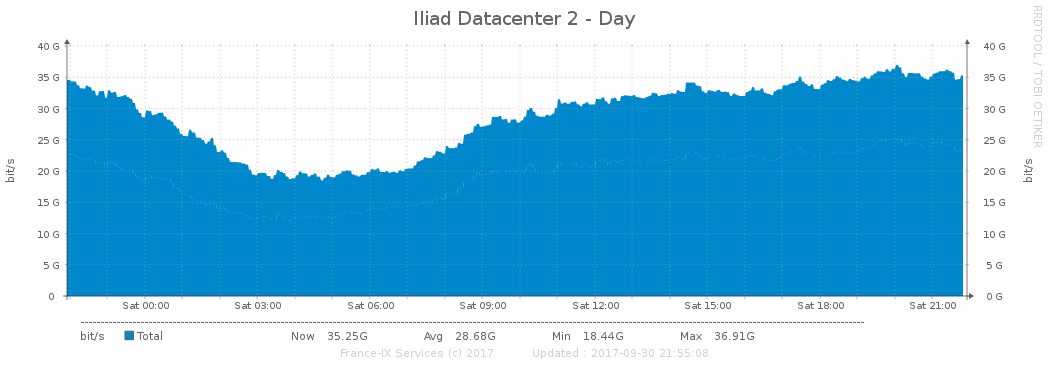 Iliad Datacenter 2 - Day
RRDTOOL / TOBI OETIKER
40 G 40 G
35 G 35 G
30 G 30 G
25 G 25 G
20 G 20 G
15 G 15 G
10 G 10 G
5 G 5 G
0 0 G
bit/s bit/s
Sat 00:00 Sat 03:00 Sat 06:00 Sat 09:00 Sat 12:00 Sat 15:00 Sat 18:00 Sat 21:00
bit/s Total Now 35.25G Avg 28.68G Min 18.44G Max 36.91G
France-IX Services (c) 2017 Updated : 2017-09-30 21:55:08